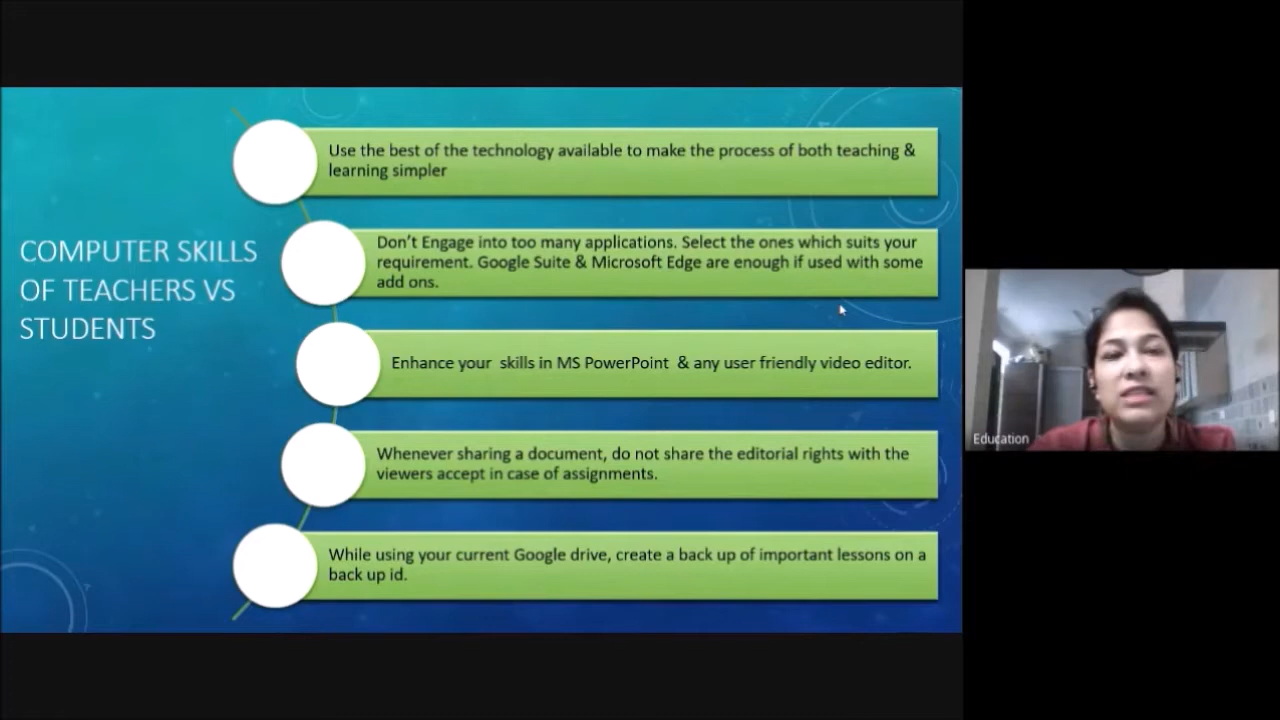 COMPUTER SKILLS
OF TEACHERS VS
STUDENTS
Use the best of the technology available to make the process of both teaching &
learning simpler
Don't Engage into too many applications. Select the ones which suits your
requirement. Google Suite & Microsoft Edge are enough if used with some
add ons.
Enhance your skills in MS PowerPoint & any user friendly video editor.
Whenever sharing a document, do not share the editorial rights with the
viewers accept in case of assignments.
While using your current Google drive, create a back up of important lessons on a
back up id.
Education